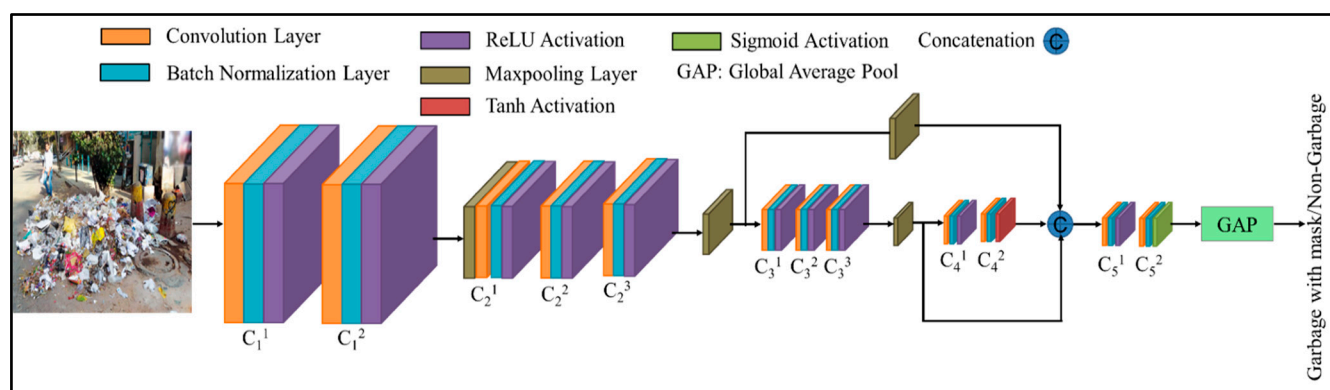 Convolution Layer
ReLU Activation
Sigmoid Activation
Concatenation C
Batch Normalization Layer
Maxpooling Layer
GAP: Global Average Pool
Tanh Activation
C₁¹
C₁²
C₂¹
C₂²
C₂³
C₃¹
C₃²
C₃³
C₄¹
C₄²
C
C₅¹
C₅²
GAP
Garbage with mask/Non-Garbage